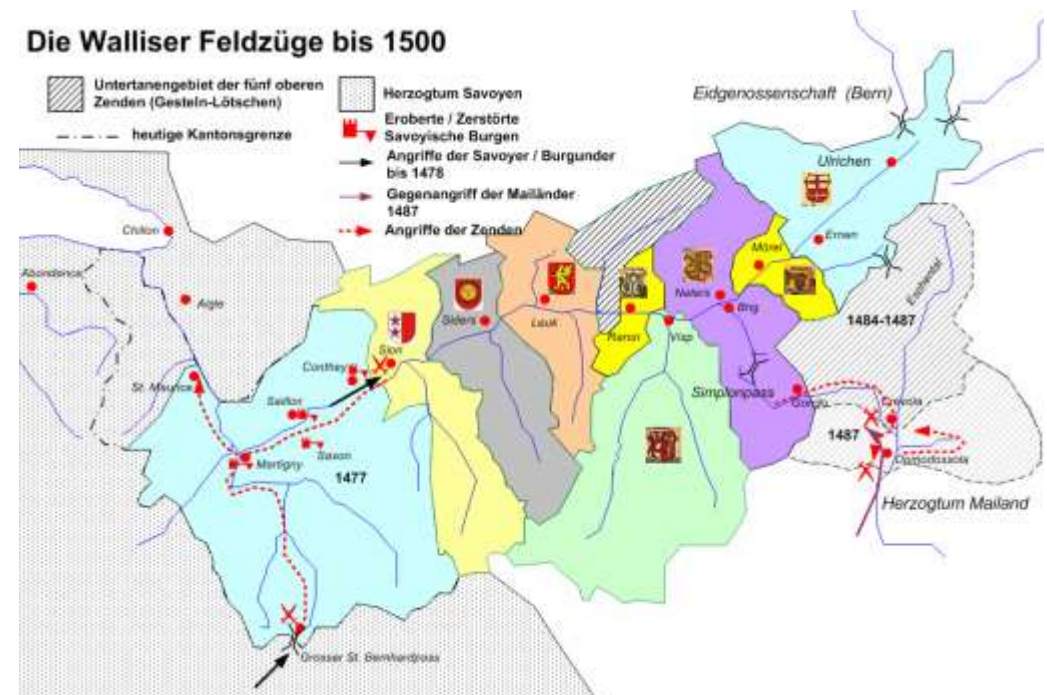 Die Walliser Feldzüge bis 1500
Untertanengebiet der fünf oberen
Zenden (Gesteln-Lötschen)
heutige Kantonsgrenze
Herzogtum Savoyen
Eroberte / Zerstörte
Savoyische Burgen
Angriffe der Savoyer / Burgunder
bis 1478
Gegenangriff der Mailänder
1487
Angriffe der Zenden
Eidgenossenschaft (Bern)
Ulrichen
Ernen
Mörel
Chillon
Abondence
Aigle
Siders
Leuk
Raron
Naters
Brig
Visp
Eschental
1484-1487
Sion
Conthey
St. Maurice
Saillon
Saxon
Martigny
1477
Simplonpass
Gondo
Crevola
1487
Domodossola
Herzogtum Mailand
Grosser St. Bernhardpass